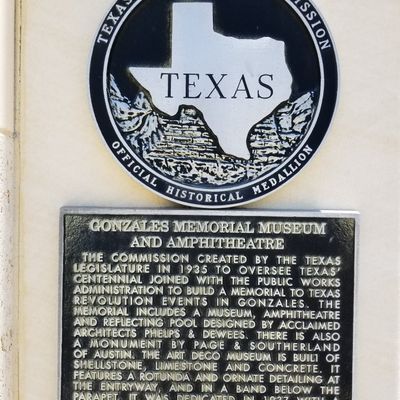 TEXAS
MISSION
TEXAS
OFFICIAL HISTORICAL MEDALLION
GONZALES MEMORIAL MUSEUM
AND AMPHITHEATRE
THE COMMISSION CREATED BY THE TEXAS
LEGISLATURE IN 1935 TO OVERSEE TEXAS'
CENTENNIAL JOINED WITH THE PUBLIC WORKS
ADMINISTRATION TO BUILD A MEMORIAL TO TEXAS
REVOLUTION EVENTS IN GONZALES. THE
MEMORIAL INCLUDES A MUSEUM, AMPHITHEATRE
AND REFLECTING POOL DESIGNED BY ACCLAIMED
ARCHITECTS PHELPS & DEWEES. THERE IS ALSO
A MONUMENT BY PAGE & SOUTHERLAND
OF AUSTIN. THE ART DECO MUSEUM IS BUILT OF
SHELLSTONE, LIMESTONE AND CONCRETE. IT
FEATURES A ROTUNDA AND ORNATE DETAILING AT
THE ENTRYWAY, AND IN A BAND BELOW THE
PARAPET. IT WAS DEDICATED IN 1937 WITH